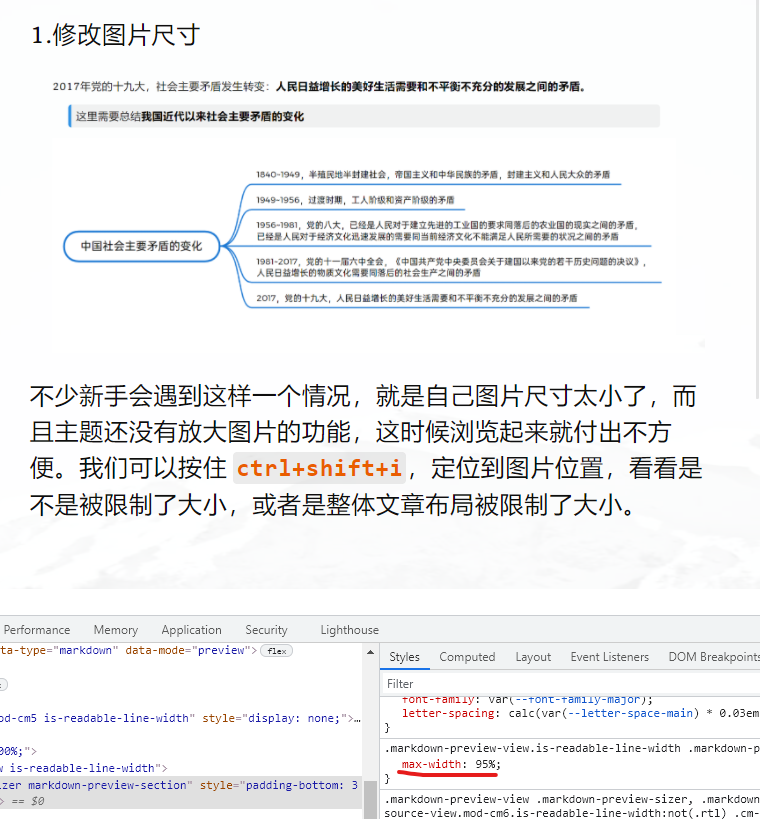 1.修改图片尺寸
2017年党的十九大，社会主要矛盾发生转变：人民日益增长的美好生活需要和不平衡不充分的发展之间的矛盾。
这里需要总结我国近代以来社会主要矛盾的变化
中国社会主要矛盾的变化
1840-1949，半殖民地半封建社会，帝国主义和中华民族的矛盾，封建主义和人民大众的矛盾
1949-1956，过渡时期，工人阶级和资产阶级的矛盾
1956-1981，党的八大，已经是人民对于建立先进的工业国的要求同落后的农业国的现实之间的矛盾，
已经是人民对于经济文化迅速发展的需要同当前经济文化不能满足人民所需要的状况之间的矛盾
1981-2017，党的十一届六中全会，《中国共产党中央委员会关于建国以来党的若干历史问题的决议》，
人民日益增长的物质文化需要同落后的社会生产之间的矛盾
2017，党的十九大，人民日益增长的美好生活需要和不平衡不充分的发展之间的矛盾
不少新手会遇到这样一个情况，就是自己图片尺寸太小了，而
且主题还没有放大图片的功能，这时候浏览起来就付出不方
便。我们可以按住 ctrl+shift+i，定位到图片位置，看看是
不是被限制了大小，或者是整体文章布局被限制了大小。
Performance Memory Application Security Lighthouse
ta-type="markdown" data-mode="preview"> flex
od-cm5 is-readable-line-width" style="display: none;">…
00%;">
w is-readable-line-width">
izer markdown-preview-section" style="padding-bottom: 3
> == $0
Styles Computed Layout Event Listeners DOM Breakpoints
Filter
font-family: var(--font-family-major);
letter-spacing: calc(var(--letter-space-main) * 0.03em
}
.markdown-preview-view.is-readable-line-width .markdown-p
max-width: 95%;
}
.markdown-preview-view .markdown-preview-sizer, .markdown
source-view.mod-cm6.is-readable-line-width:not(.rtl) .cm-